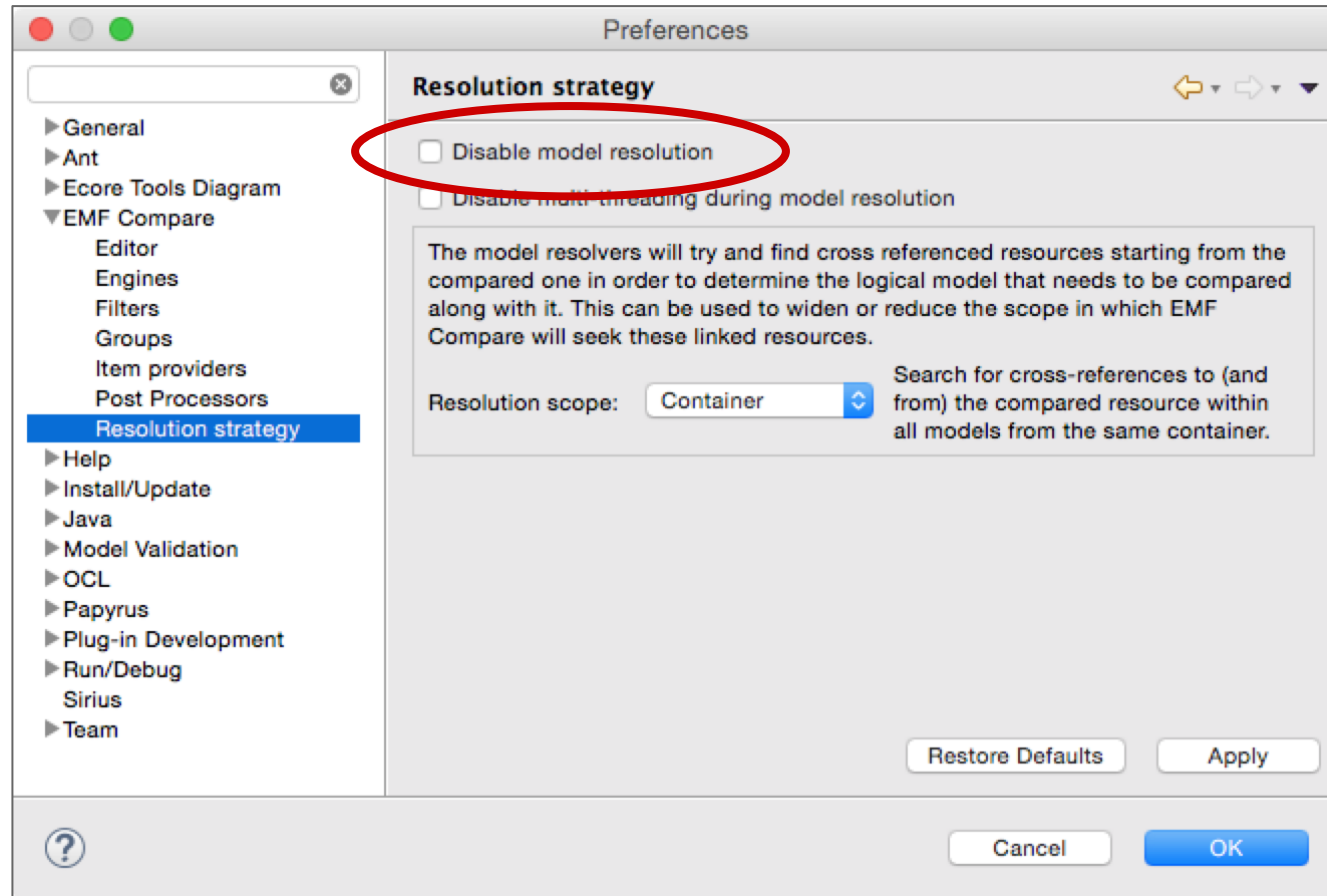 Preferences
General
Ant
Ecore Tools Diagram
EMF Compare
Editor
Engines
Filters
Groups
Item providers
Post Processors
Resolution strategy
Help
Install/Update
Java
Model Validation
OCL
Papyrus
Plug-in Development
Run/Debug
Sirius
Team
Resolution strategy
Disable model resolution
Disable multi-threading during model resolution
The model resolvers will try and find cross referenced resources starting from the
compared one in order to determine the logical model that needs to be compared
along with it. This can be used to widen or reduce the scope in which EMF
Compare will seek these linked resources.
Resolution scope:
Container
Search for cross-references to (and
from) the compared resource within
all models from the same container.
Restore Defaults
Apply
?
Cancel
OK